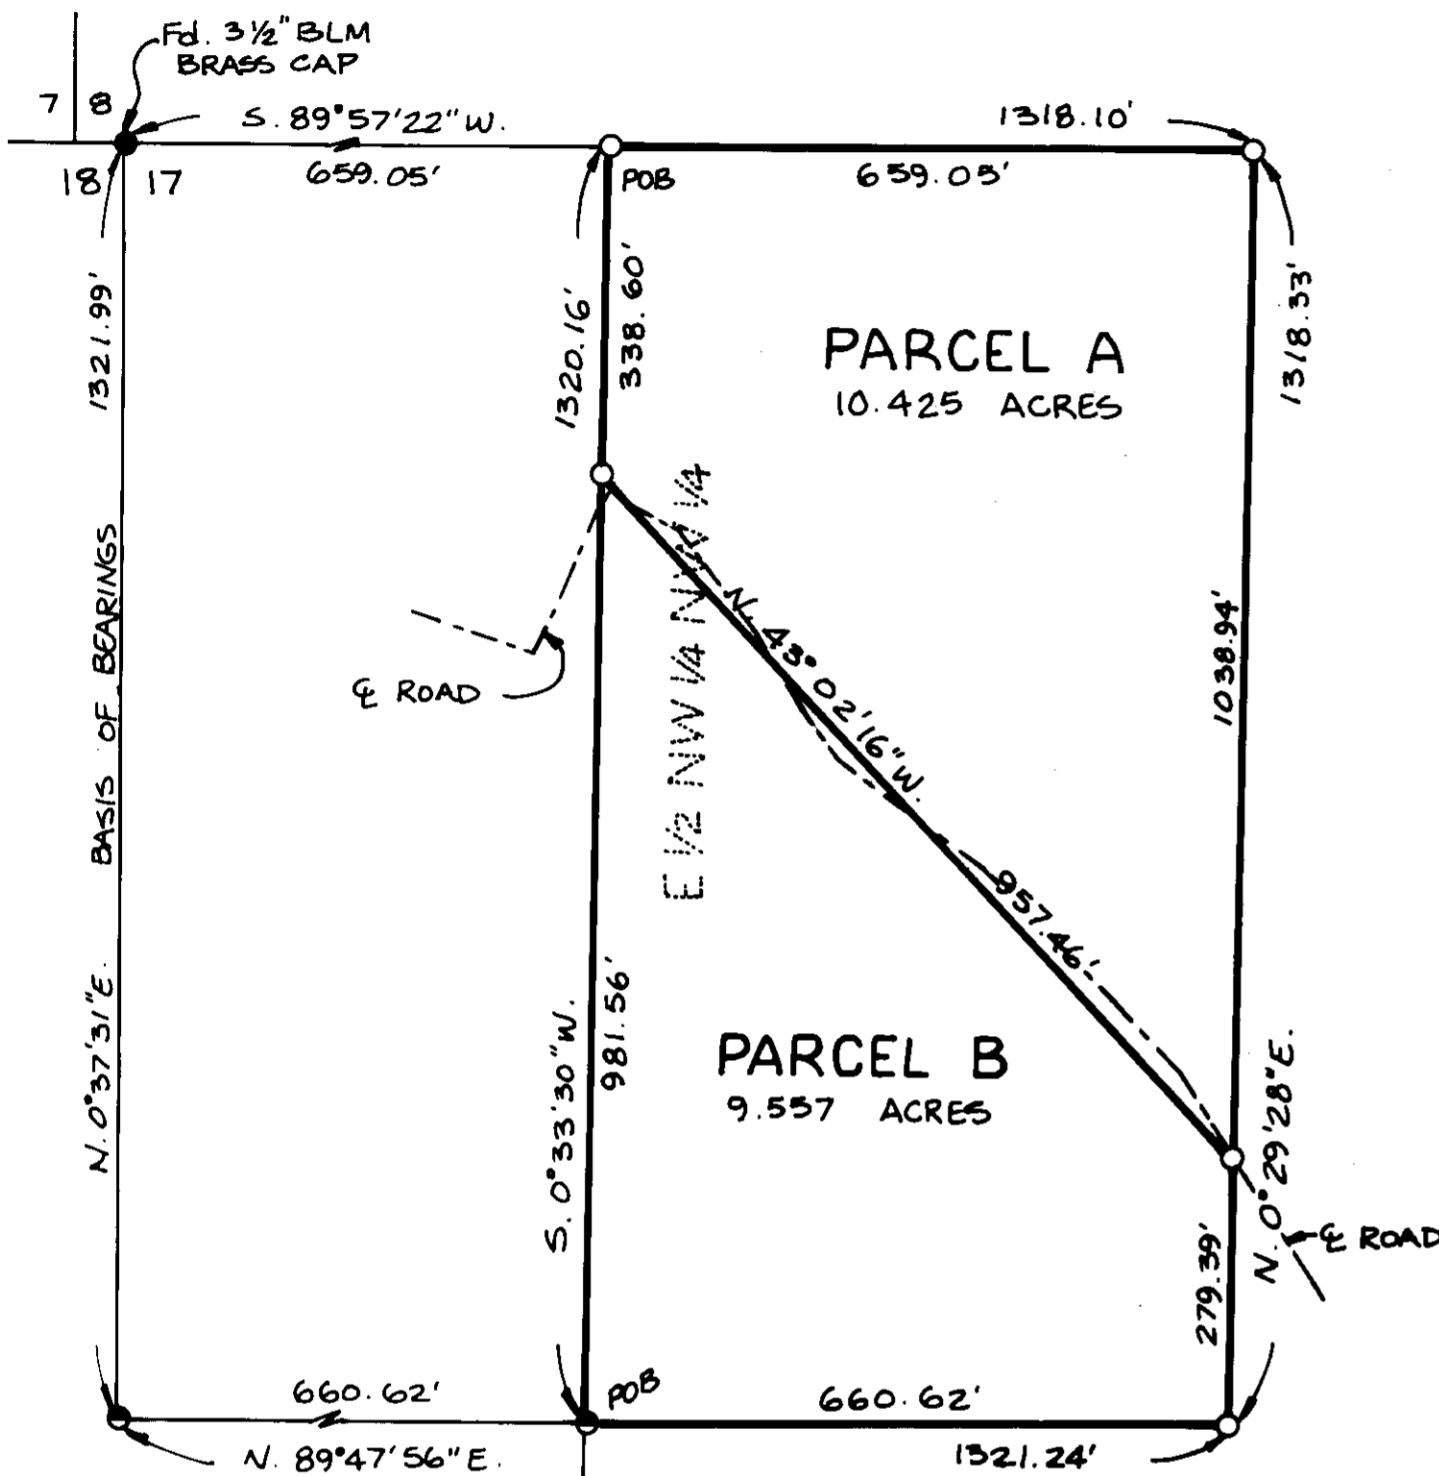 Fd. 3½" BLM
BRASS CAP
7 8
18 17
S. 89°57'22" W.
659.05'
1318.10'
659.05'
POB
1321.99'
BASIS OF BEARINGS
N. 0°37'31" E.
1320.16'
338.60'
1318.33'
PARCEL A
10.425 ACRES
E 1/2 NW 1/4 NW 1/4
℄ ROAD
N. 43°02'16" W.
957.46'
1038.94'
S. 0°33'30" W.
981.56'
PARCEL B
9.557 ACRES
N. 0°29'28" E.
279.39'
℄ ROAD
660.62'
POB
660.62'
N. 89°47'56" E.
1321.24'